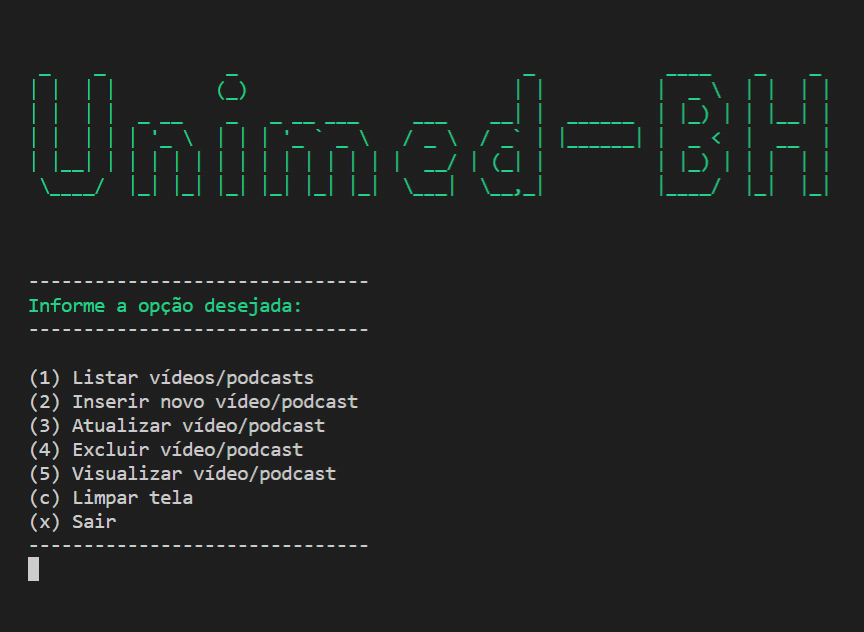 Unimed-BH
-------------------------------
Informe a opção desejada:
-------------------------------
(1) Listar vídeos/podcasts
(2) Inserir novo vídeo/podcast
(3) Atualizar vídeo/podcast
(4) Excluir vídeo/podcast
(5) Visualizar vídeo/podcast
(c) Limpar tela
(x) Sair
-------------------------------